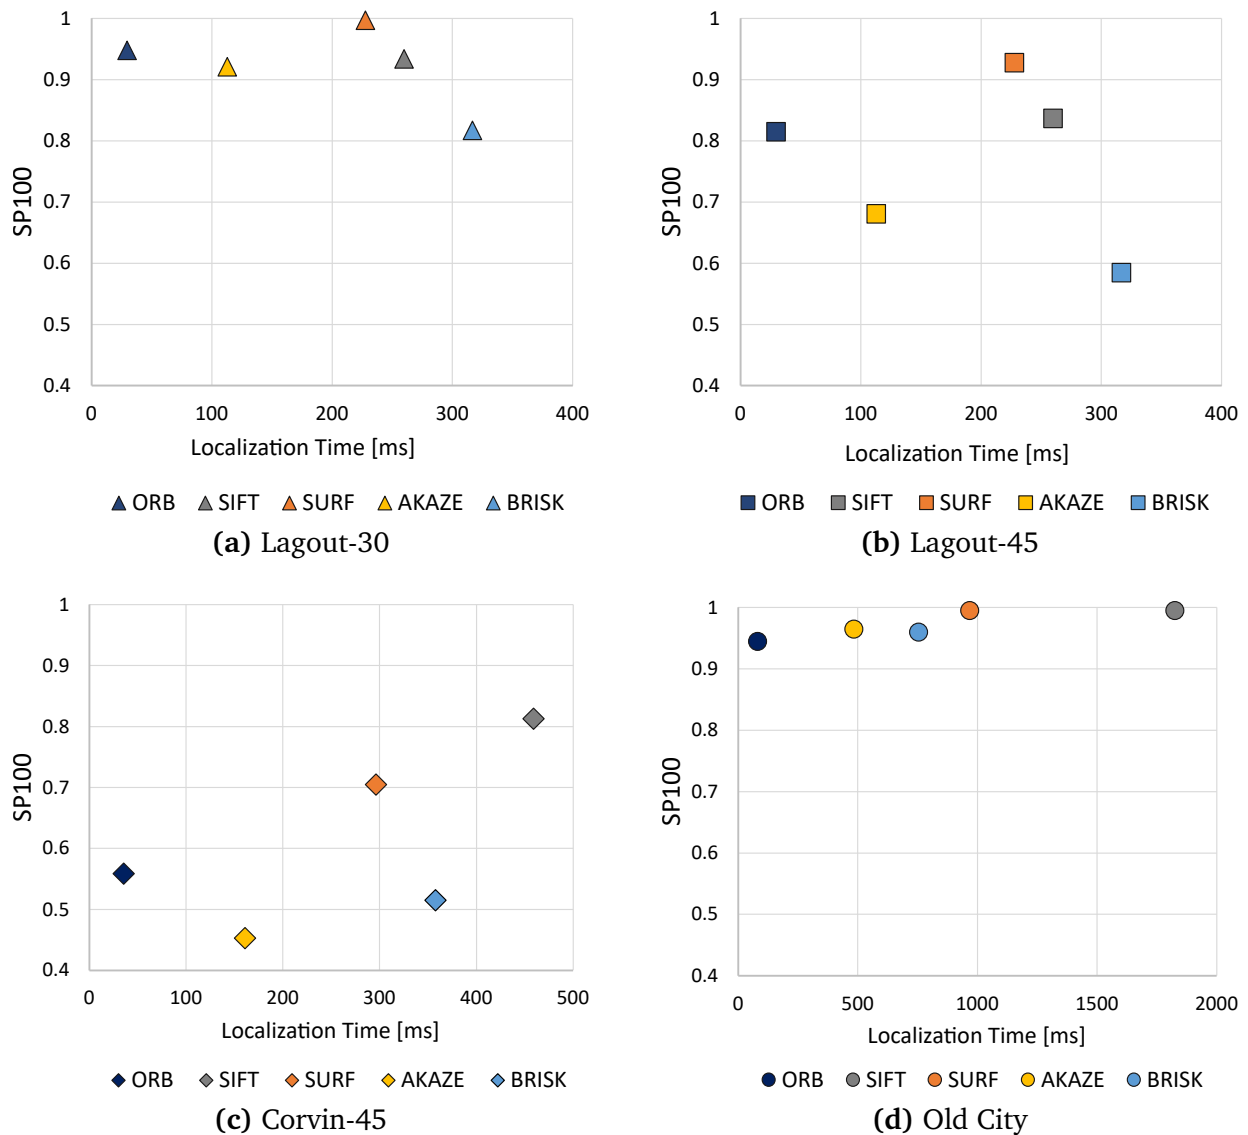 1
0.9
0.8
0.7
0.6
0.5
0.4
SP100
0 100 200 300 400
Localization Time [ms]
ORB SIFT SURF AKAZE BRISK
(a) Lagout-30
1
0.9
0.8
0.7
0.6
0.5
0.4
SP100
0 100 200 300 400
Localization Time [ms]
ORB SIFT SURF AKAZE BRISK
(b) Lagout-45
1
0.9
0.8
0.7
0.6
0.5
0.4
SP100
0 100 200 300 400 500
Localization Time [ms]
ORB SIFT SURF AKAZE BRISK
(c) Corvin-45
1
0.9
0.8
0.7
0.6
0.5
0.4
SP100
0 500 1000 1500 2000
Localization Time [ms]
ORB SIFT SURF AKAZE BRISK
(d) Old City